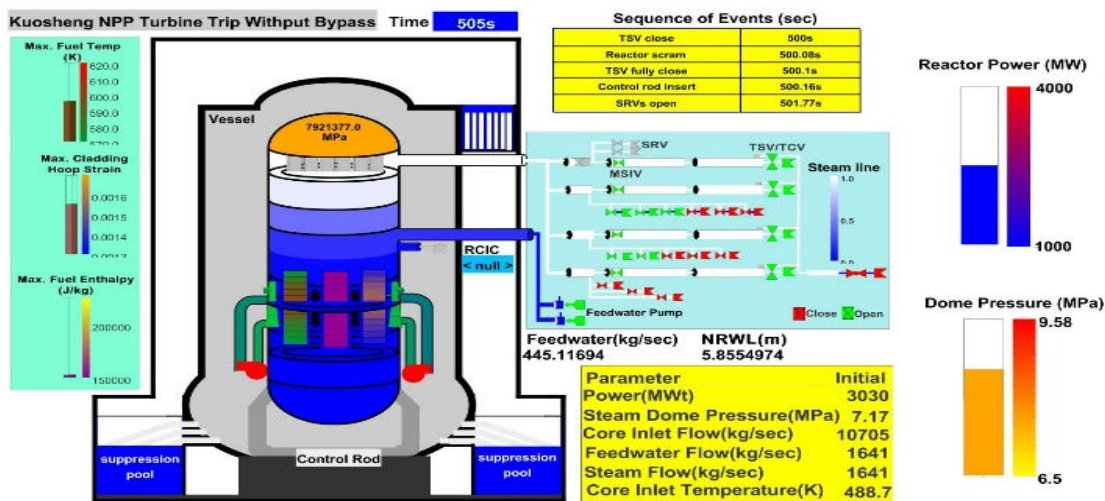 Kuosheng NPP Turbine Trip Withput Bypass
Time 505s
Max. Fuel Temp
(K)
620.0
610.0
600.0
590.0
580.0
570.0
Max. Cladding
Hoop Strain
0.0016
0.0015
0.0014
0.0013
Max. Fuel Enthalpy
(J/kg)
200000
150000
Vessel
7921377.0
MPa
RCIC
< null >
suppression
pool
Control Rod
suppression
pool
Sequence of Events (sec)
TSV close 500s
Reactor scram 500.08s
TSV fully close 500.1s
Control rod insert 500.16s
SRVs open 501.77s
SRV
MSIV
TSV/TCV
Steam line
1.0
0.5
0.0
Feedwater Pump
Close Open
Feedwater(kg/sec) NRWL(m)
445.11694 5.8554974
Parameter Initial
Power(MWt) 3030
Steam Dome Pressure(MPa) 7.17
Core Inlet Flow(kg/sec) 10705
Feedwater Flow(kg/sec) 1641
Steam Flow(kg/sec) 1641
Core Inlet Temperature(K) 488.7
Reactor Power (MW)
4000
1000
Dome Pressure (MPa)
9.58
6.5